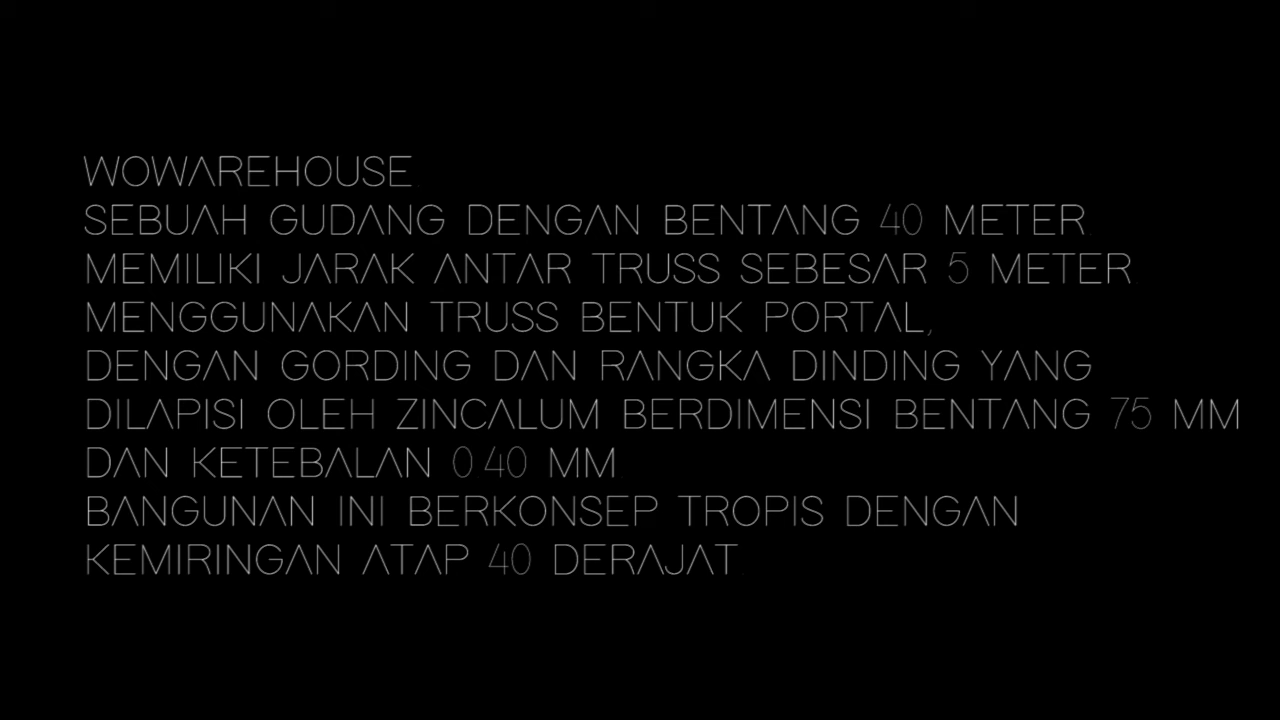 WOWAREHOUSE.
SEBUAH GUDANG DENGAN BENTANG 40 METER.
MEMILIKI JARAK ANTAR TRUSS SEBESAR 5 METER.
MENGGUNAKAN TRUSS BENTUK PORTAL,
DENGAN GORDING DAN RANGKA DINDING YANG
DILAPISI OLEH ZINCALUM BERDIMENSI BENTANG 75 MM
DAN KETEBALAN 0.40 MM.
BANGUNAN INI BERKONSEP TROPIS DENGAN
KEMIRINGAN ATAP 40 DERAJAT.